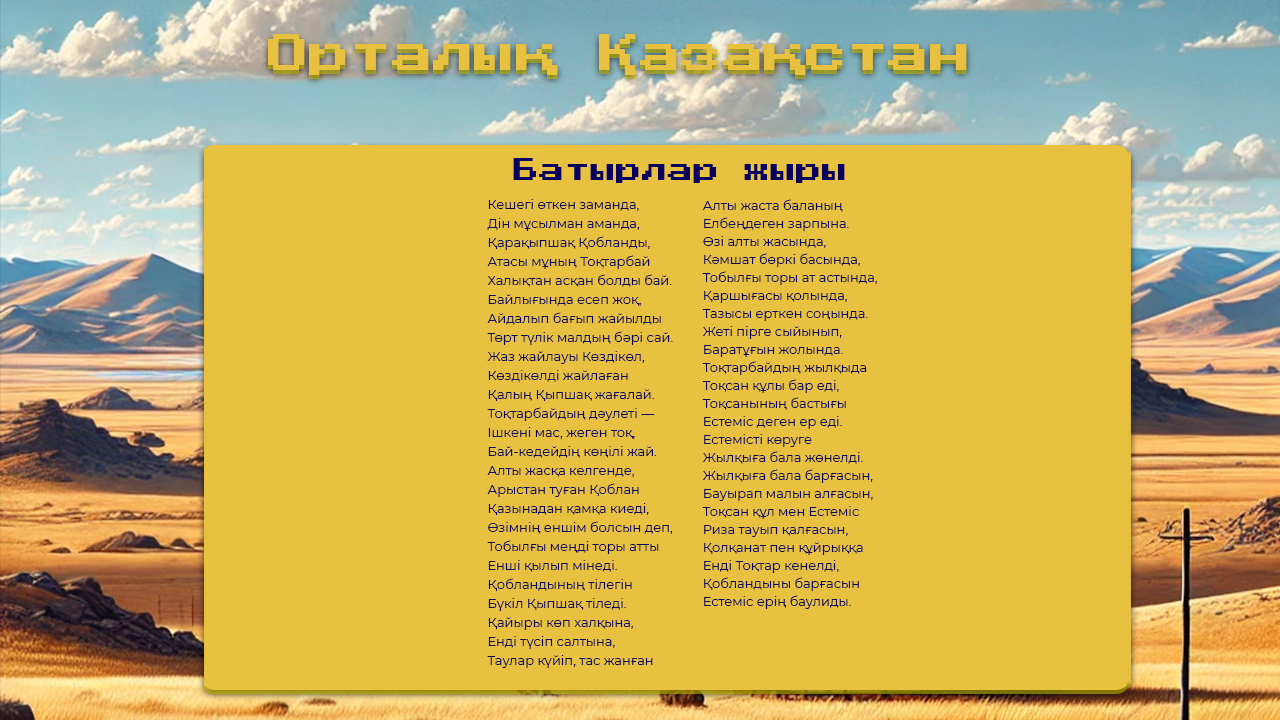 Орталық Қазақстан
Батырлар жыры
Кешегі өткен заманда,
Дін мұсылман аманда,
Қарақыпшақ Қобланды,
Атасы мұның Тоқтарбай
Халықтан асқан болды бай.
Байлығында есеп жоқ,
Айдалып бағып жайылды
Төрт түлік малдың бәрі сай.
Жаз жайлауы Көздікөл,
Көздікөлді жайлаған
Қалың Қыпшақ жағалай.
Тоқтарбайдың дәулеті —
Ішкені мас, жеген тоқ,
Бай-кедейдің көңілі жай.
Алты жасқа келгенде,
Арыстан туған Қоблан
Қазынадан қамқа киеді,
Өзімнің еншім болсын деп,
Тобылғы меңді торы атты
Енші қылып мінеді.
Қобландының тілегін
Бүкіл Қыпшақ тіледі.
Қайыры көп халқына,
Енді түсіп салтына,
Таулар күйіп, тас жанған
Алты жаста баланың
Елбеңдеген зарпына.
Өзі алты жасында,
Кәмшат бөркі басында,
Тобылғы торы ат астында,
Қаршығасы қолында,
Тазысы ерткен соңында.
Жеті пірге сыйынып,
Баратұғын жолында.
Тоқтарбайдың жылқыда
Тоқсан құлы бар еді,
Тоқсанының бастығы
Естеміс деген ер еді.
Естемісті көруге
Жылқыға бала жөнелді.
Жылқыға бала барғасын,
Бауырап малын алғасын,
Тоқсан құл мен Естеміс
Риза тауып қалғасын,
Қолқанат пен құйрыққа
Енді Тоқтар кенелді,
Қобландыны барғасын
Естеміс ерің баулиды.